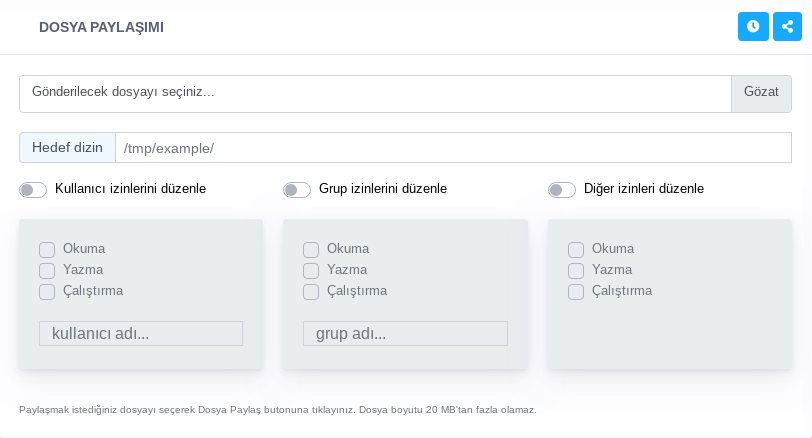 DOSYA PAYLAŞIMI
Gönderilecek dosyayı seçiniz... Gözat
Hedef dizin /tmp/example/
Kullanıcı izinlerini düzenle Grup izinlerini düzenle Diğer izinleri düzenle
Okuma Okuma Okuma
Yazma Yazma Yazma
Çalıştırma Çalıştırma Çalıştırma
kullanıcı adı... grup adı...
Paylaşmak istediğiniz dosyayı seçerek Dosya Paylaş butonuna tıklayınız. Dosya boyutu 20 MB'tan fazla olamaz.